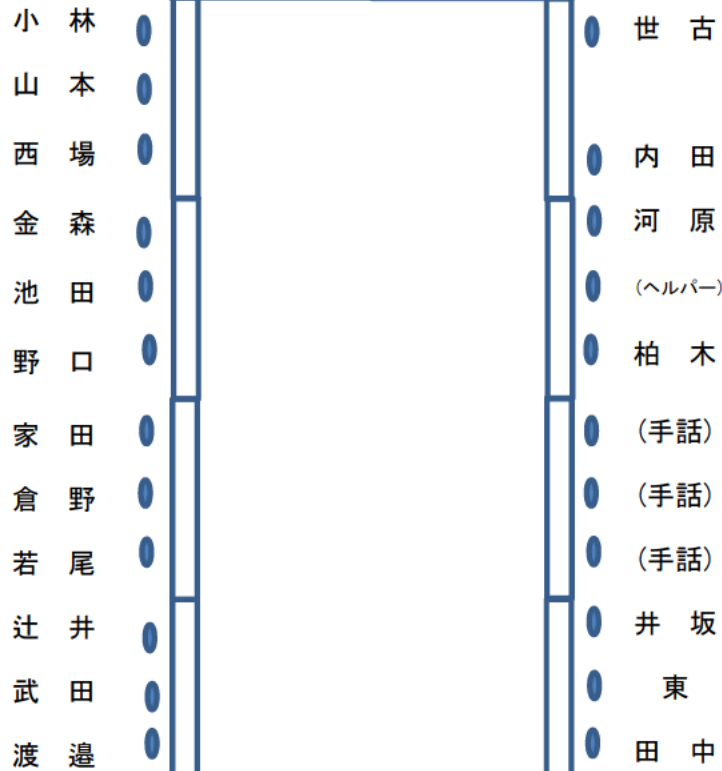 小 林
山 本
西 場
金 森
池 田
野 口
家 田
倉 野
若 尾
辻 井
武 田
渡 邉
世 古
内 田
河 原
（ヘルパー）
柏 木
（手話）
（手話）
（手話）
井 坂
東
田 中